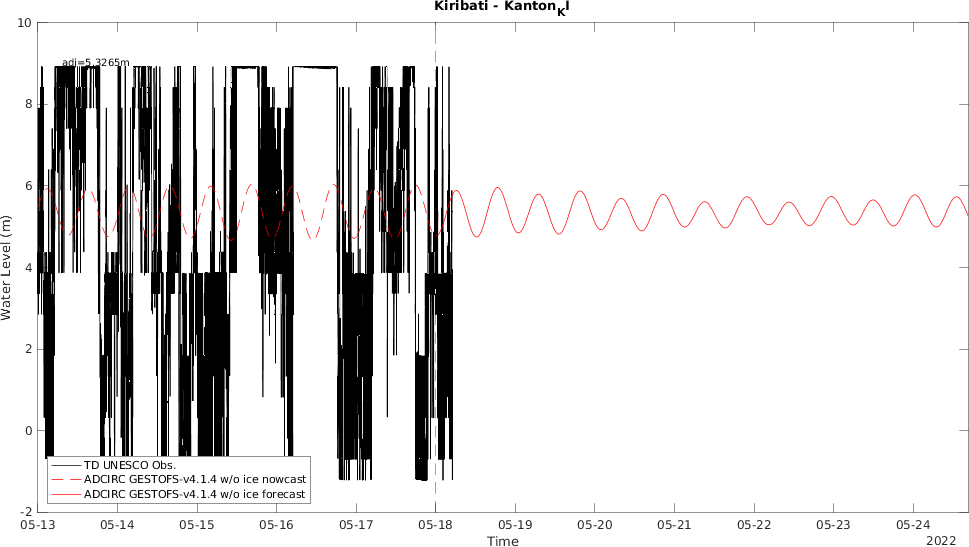 Kiribati - Kanton_KI
adj=5.3265m
Water Level (m)
10
8
6
4
2
0
-2
TD UNESCO Obs.
ADCIRC GESTOFS-v4.1.4 w/o ice nowcast
ADCIRC GESTOFS-v4.1.4 w/o ice forecast
05-13 05-14 05-15 05-16 05-17 05-18 05-19 05-20 05-21 05-22 05-23 05-24
Time
2022